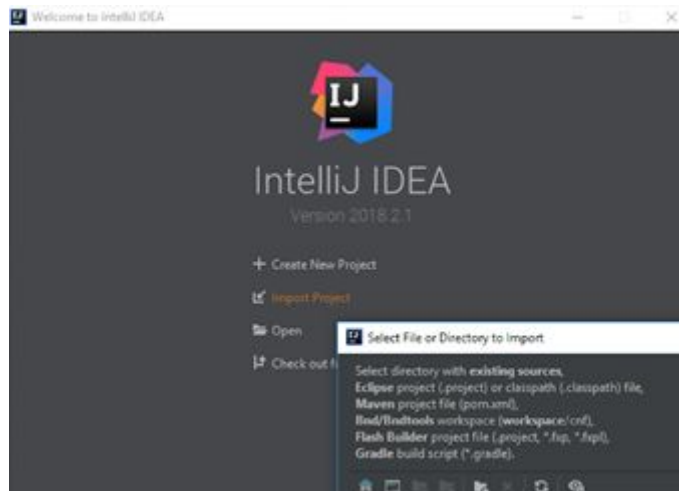 Welcome to IntelliJ IDEA
IJ
IntelliJ IDEA
Version 2018.2.1
Create New Project
Import Project
Open
Check out f
Select File or Directory to Import
Select directory with existing sources,
Eclipse project (.project) or classpath (.classpath) file,
Maven project file (pom.xml),
Bnd/Bndtools workspace (workspace/cnf),
Flash Builder project file (.project, *.fxp, *.fxpl),
Gradle build script (*.gradle).